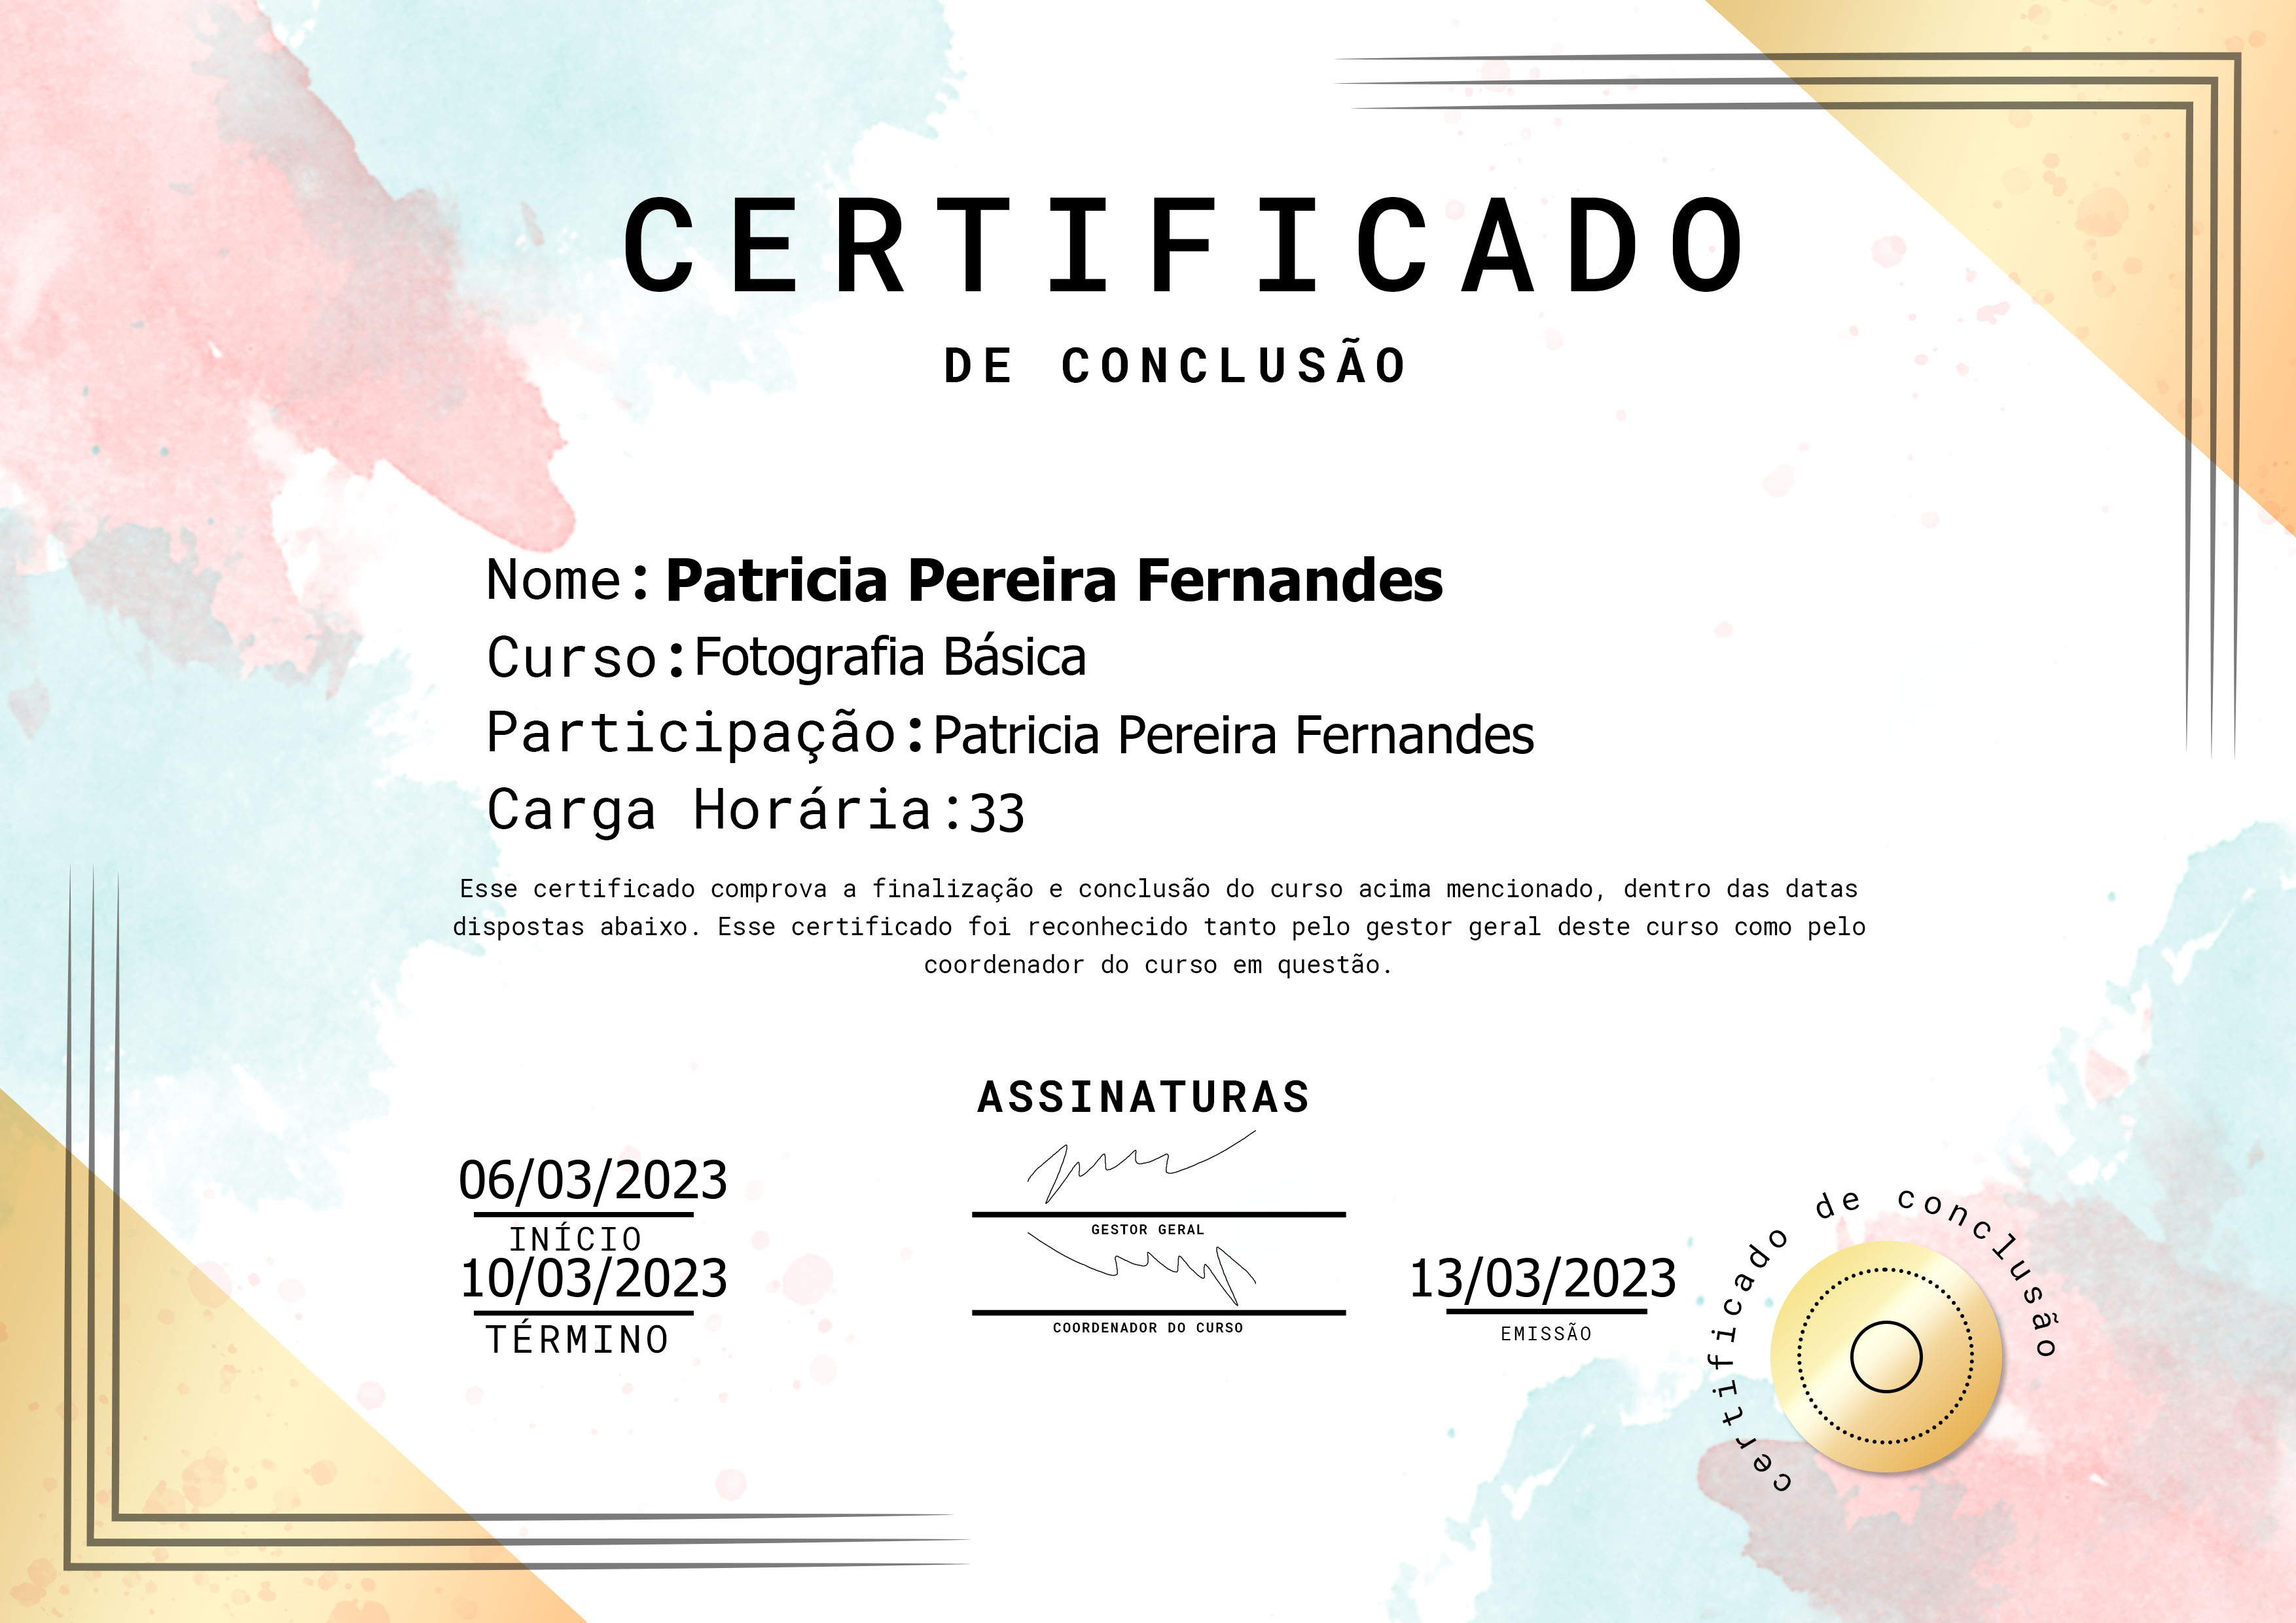 CERTIFICADO
DE CONCLUSÃO
Nome: Patricia Pereira Fernandes
Curso:Fotografia Básica
Participação:Patricia Pereira Fernandes
Carga Horária:33
Esse certificado comprova a finalização e conclusão do curso acima mencionado, dentro das datas
dispostas abaixo. Esse certificado foi reconhecido tanto pelo gestor geral deste curso como pelo
coordenador do curso em questão.
ASSINATURAS
06/03/2023
INÍCIO
GESTOR GERAL
10/03/2023
TÉRMINO
COORDENADOR DO CURSO
13/03/2023
EMISSÃO
certificado de conclusão